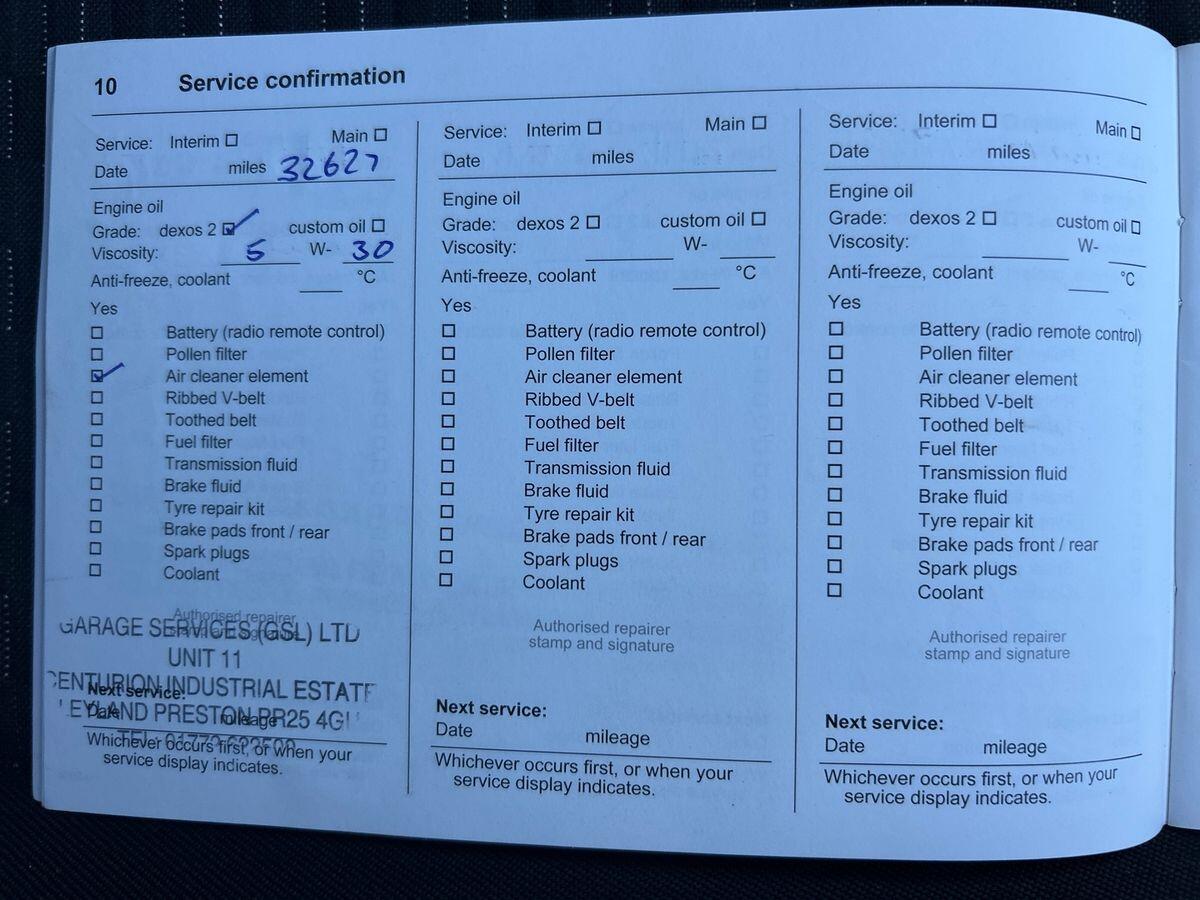 10 Service confirmation
Service: Interim Main
Date miles 32627
Engine oil
Grade: dexos 2 custom oil
Viscosity: 5 W- 30
Anti-freeze, coolant °C
Yes
Battery (radio remote control)
Pollen filter
Air cleaner element
Ribbed V-belt
Toothed belt
Fuel filter
Transmission fluid
Brake fluid
Tyre repair kit
Brake pads front / rear
Spark plugs
Coolant
Authorised repairer
stamp and signature
GARAGE SERVICES (GSL) LTD
UNIT 11
CENTURION INDUSTRIAL ESTATE
EYLAND PRESTON PR25
Next service:
Date mileage
Whichever occurs first, or when your
service display indicates.
Service: Interim Main
Date miles
Engine oil
Grade: dexos 2 custom oil
Viscosity: W-
Anti-freeze, coolant °C
Yes
Battery (radio remote control)
Pollen filter
Air cleaner element
Ribbed V-belt
Toothed belt
Fuel filter
Transmission fluid
Brake fluid
Tyre repair kit
Brake pads front / rear
Spark plugs
Coolant
Authorised repairer
stamp and signature
Next service:
Date mileage
Whichever occurs first, or when your
service display indicates.
Service: Interim Main
Date miles
Engine oil
Grade: dexos 2 custom oil
Viscosity: W-
Anti-freeze, coolant °C
Yes
Battery (radio remote control)
Pollen filter
Air cleaner element
Ribbed V-belt
Toothed belt
Fuel filter
Transmission fluid
Brake fluid
Tyre repair kit
Brake pads front / rear
Spark plugs
Coolant
Authorised repairer
stamp and signature
Next service:
Date mileage
Whichever occurs first, or when your
service display indicates.